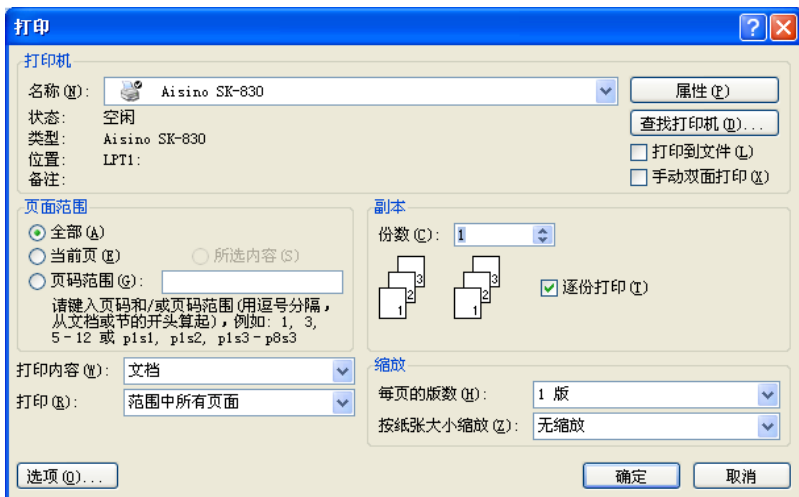 打印
打印机
名称(N): Aisino SK-830 属性(P)
状态: 空闲 查找打印机(D)...
类型: Aisino SK-830
位置: LPT1: 打印到文件(L)
备注: 手动双面打印(X)
页面范围
全部(A)
当前页(E) 所选内容(S)
页码范围(G):
请键入页码和/或页码范围(用逗号分隔，
从文档或节的开头算起)，例如: 1, 3,
5-12 或 p1s1, p1s2, p1s3-p8s3
副本
份数(C): 1
1 2 3 1 2 3 逐份打印(T)
打印内容(W): 文档
打印(R): 范围中所有页面
缩放
每页的版数(H): 1 版
按纸张大小缩放(Z): 无缩放
选项(O)... 确定 取消